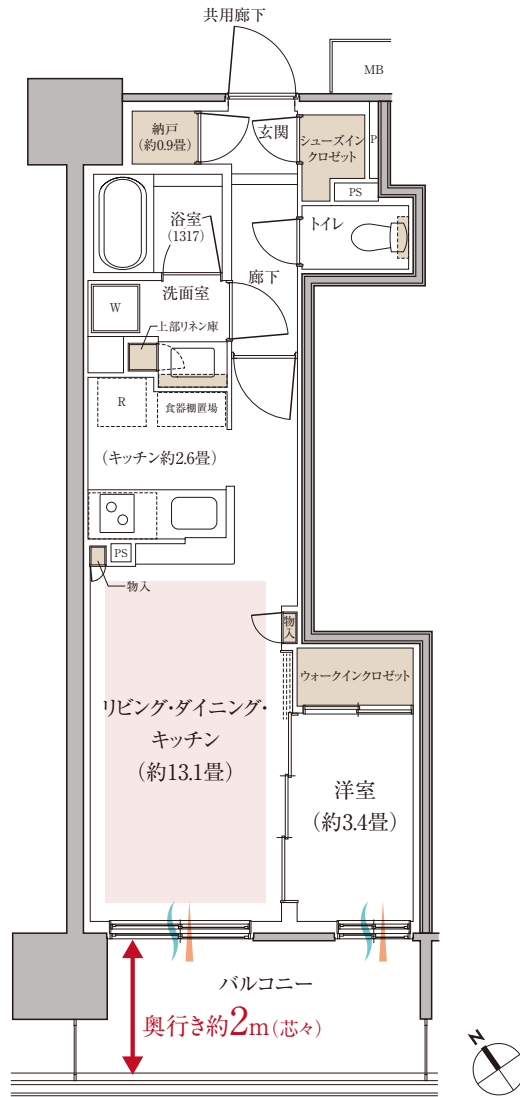 共用廊下
MB
納戸
(約0.9畳)
玄関
シューズイン
クロゼット
P
PS
浴室
(1317)
トイレ
廊下
洗面室
W
上部リネン庫
R
食器棚置場
(キッチン約2.6畳)
PS
物入
物入
ウォークインクロゼット
リビング・ダイニング・
キッチン
(約13.1畳)
洋室
(約3.4畳)
バルコニー
奥行き約2m(芯々)
N